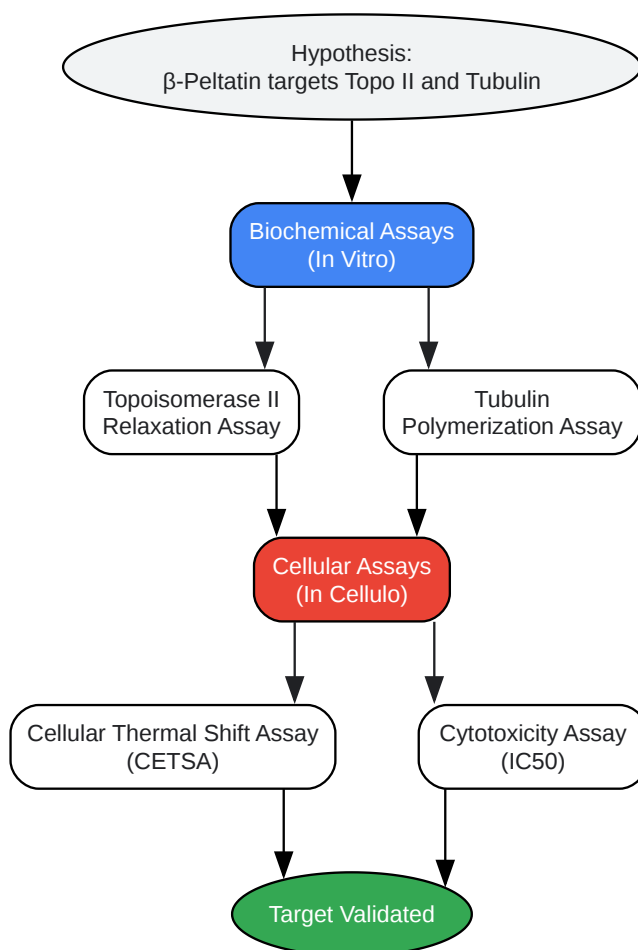 Hypothesis:
β-Peltatin targets Topo II and Tubulin
Biochemical Assays
(In Vitro)
Topoisomerase II
Relaxation Assay
Tubulin
Polymerization Assay
Cellular Assays
(In Cellulo)
Cellular Thermal Shift Assay
(CETSA)
Cytotoxicity Assay
(IC50)
Target Validated